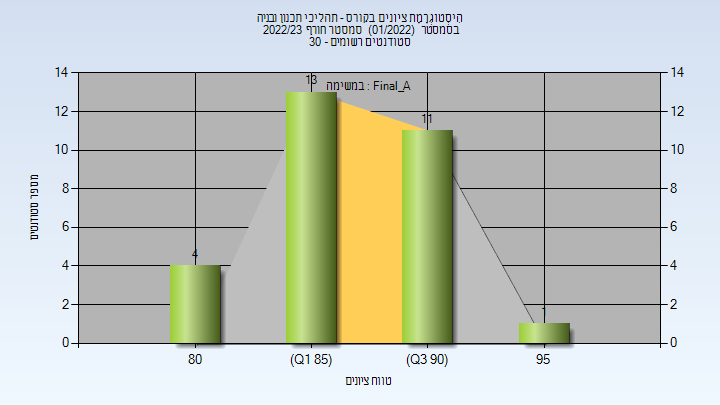 היסטוגרמת ציונים בקורס - תהליכי תכנון ובניה
בסמסטר (01/2022) סמסטר חורף 2022/23
סטודנטים רשומים - 30
במשימה : Final_A
14
12
10
8
6
4
2
0
14
12
10
8
6
4
2
0
מספר סטודנטים
4
13
11
1
80
(Q1 85)
(Q3 90)
95
טווח ציונים